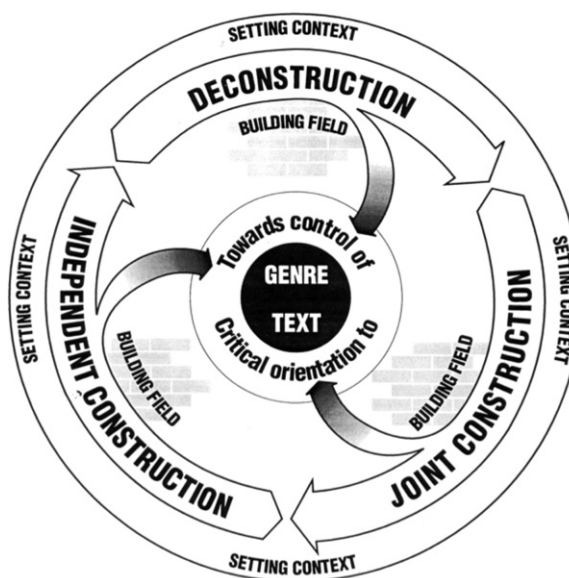 SETTING CONTEXT
DECONSTRUCTION
BUILDING FIELD
Towards control of
GENRE
TEXT
Critical orientation to
INDEPENDENT CONSTRUCTION
BUILDING FIELD
SETTING CONTEXT
JOINT CONSTRUCTION
BUILDING FIELD
SETTING CONTEXT
SETTING CONTEXT